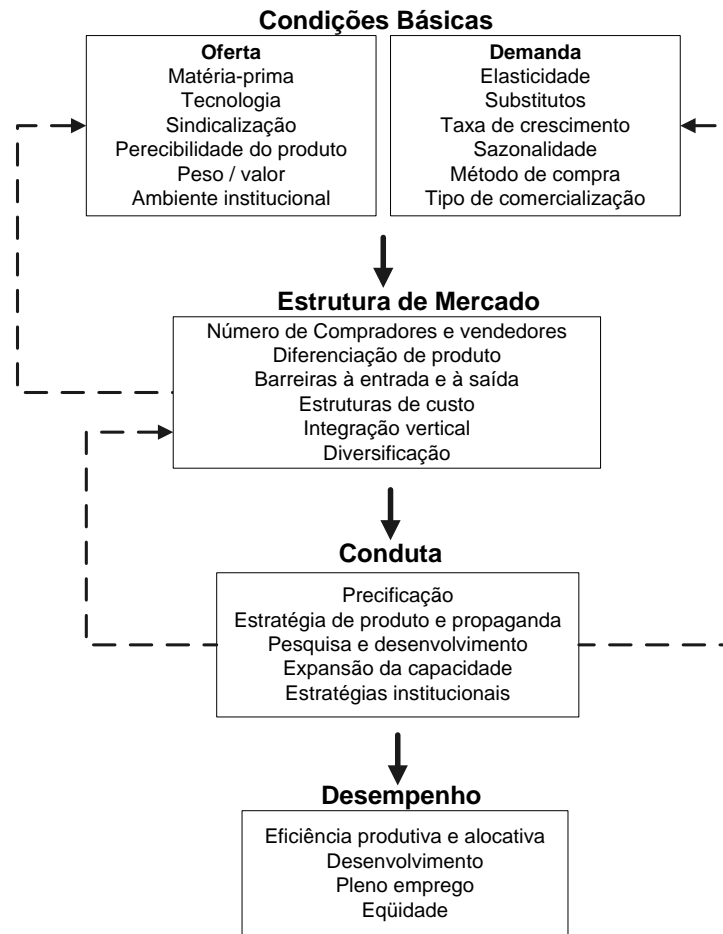 Condições Básicas
Oferta
Matéria-prima
Tecnologia
Sindicalização
Perecibilidade do produto
Peso / valor
Ambiente institucional
Demanda
Elasticidade
Substitutos
Taxa de crescimento
Sazonalidade
Método de compra
Tipo de comercialização
Estrutura de Mercado
Número de Compradores e vendedores
Diferenciação de produto
Barreiras à entrada e à saída
Estruturas de custo
Integração vertical
Diversificação
Conduta
Precificação
Estratégia de produto e propaganda
Pesquisa e desenvolvimento
Expansão da capacidade
Estratégias institucionais
Desempenho
Eficiência produtiva e alocativa
Desenvolvimento
Pleno emprego
Eqüidade